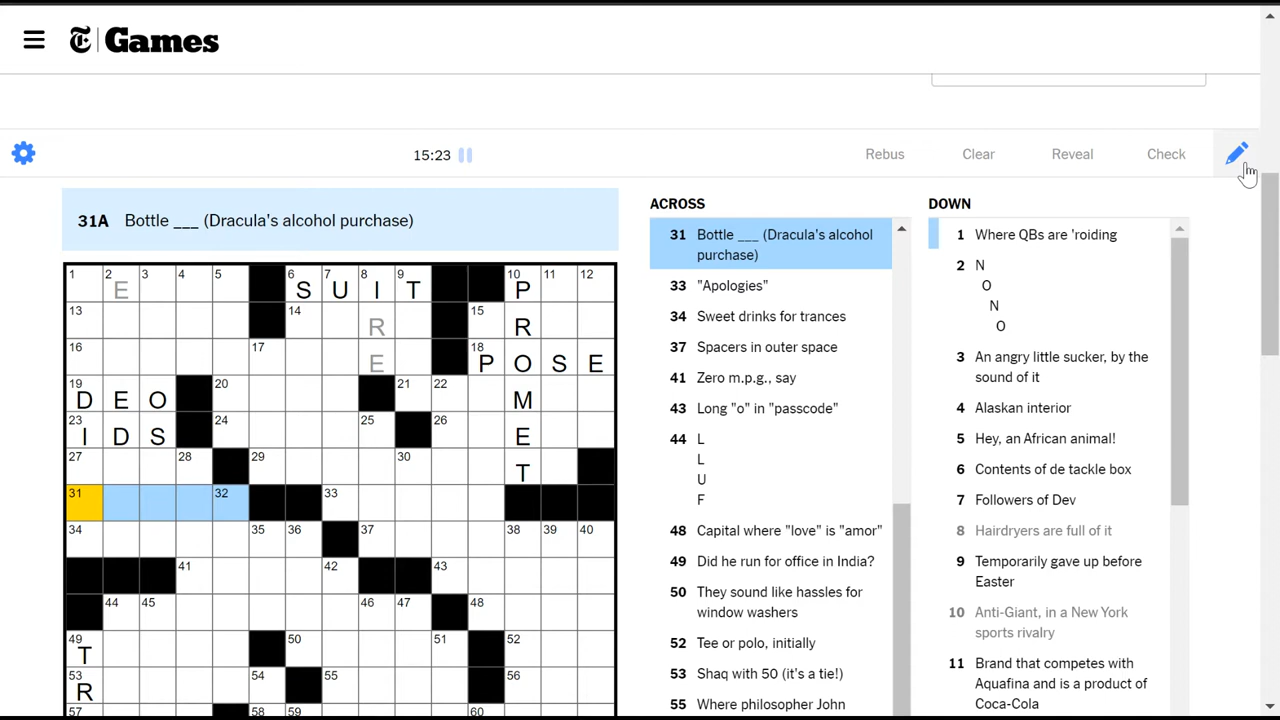 Games
15:23
Rebus
Clear
Reveal
Check
31A Bottle ___ (Dracula's alcohol purchase)
1 2 E 3 4 5 6 S 7 U 8 I 9 T 10 P 11 12
13 14 R 15 R
16 17 E 18 P O S E
19 D E O 20 21 22 M
23 I D S 24 25 26 E
27 28 29 30 T
31 32 33
34 35 36 37 38 39 40
41 42 43
44 45 46 47 48
49 T 50 51 52
53 R 54 55 56
57 58 59 60
ACROSS
31 Bottle ___ (Dracula's alcohol
purchase)
33 "Apologies"
34 Sweet drinks for trances
37 Spacers in outer space
41 Zero m.p.g., say
43 Long "o" in "passcode"
44 L
L
U
F
48 Capital where "love" is "amor"
49 Did he run for office in India?
50 They sound like hassles for
window washers
52 Tee or polo, initially
53 Shaq with 50 (it's a tie!)
55 Where philosopher John
DOWN
1 Where QBs are 'roiding
2 N
O
N
O
3 An angry little sucker, by the
sound of it
4 Alaskan interior
5 Hey, an African animal!
6 Contents of de tackle box
7 Followers of Dev
8 Hairdryers are full of it
9 Temporarily gave up before
Easter
10 Anti-Giant, in a New York
sports rivalry
11 Brand that competes with
Aquafina and is a product of
Coca-Cola